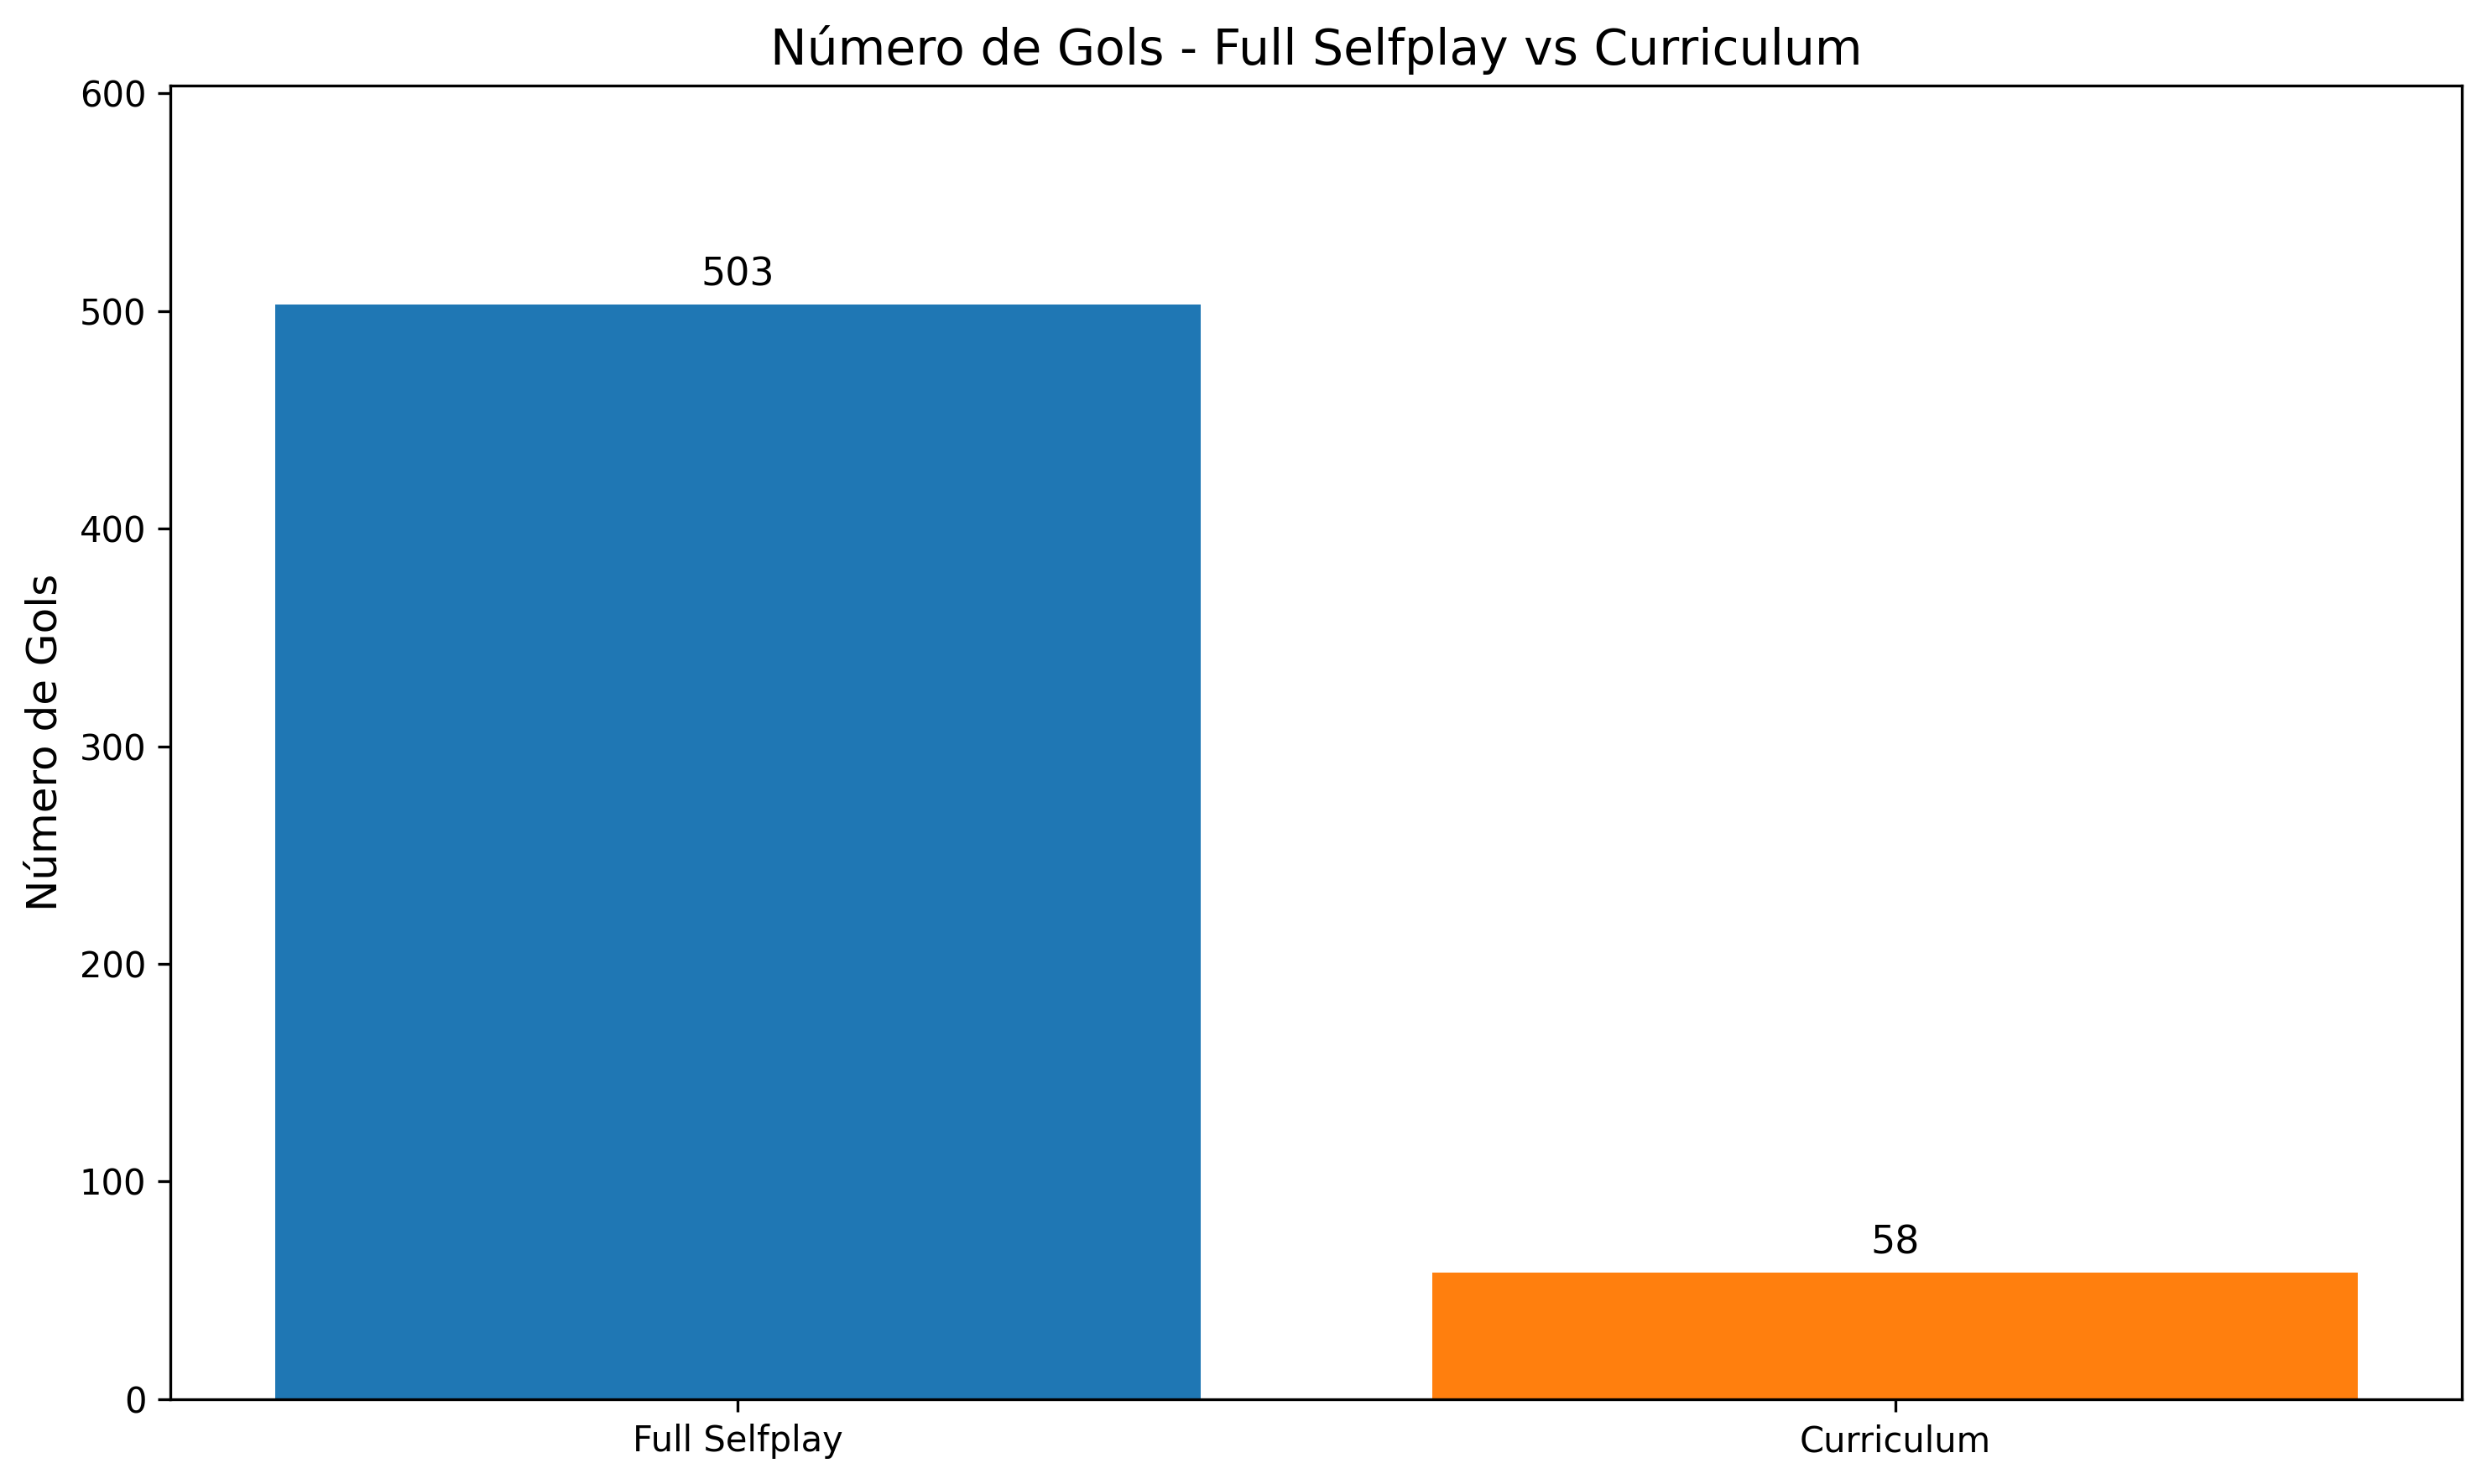 Número de Gols - Full Selfplay vs Curriculum
Número de Gols
600
500
400
300
200
100
0
503
58
Full Selfplay
Curriculum